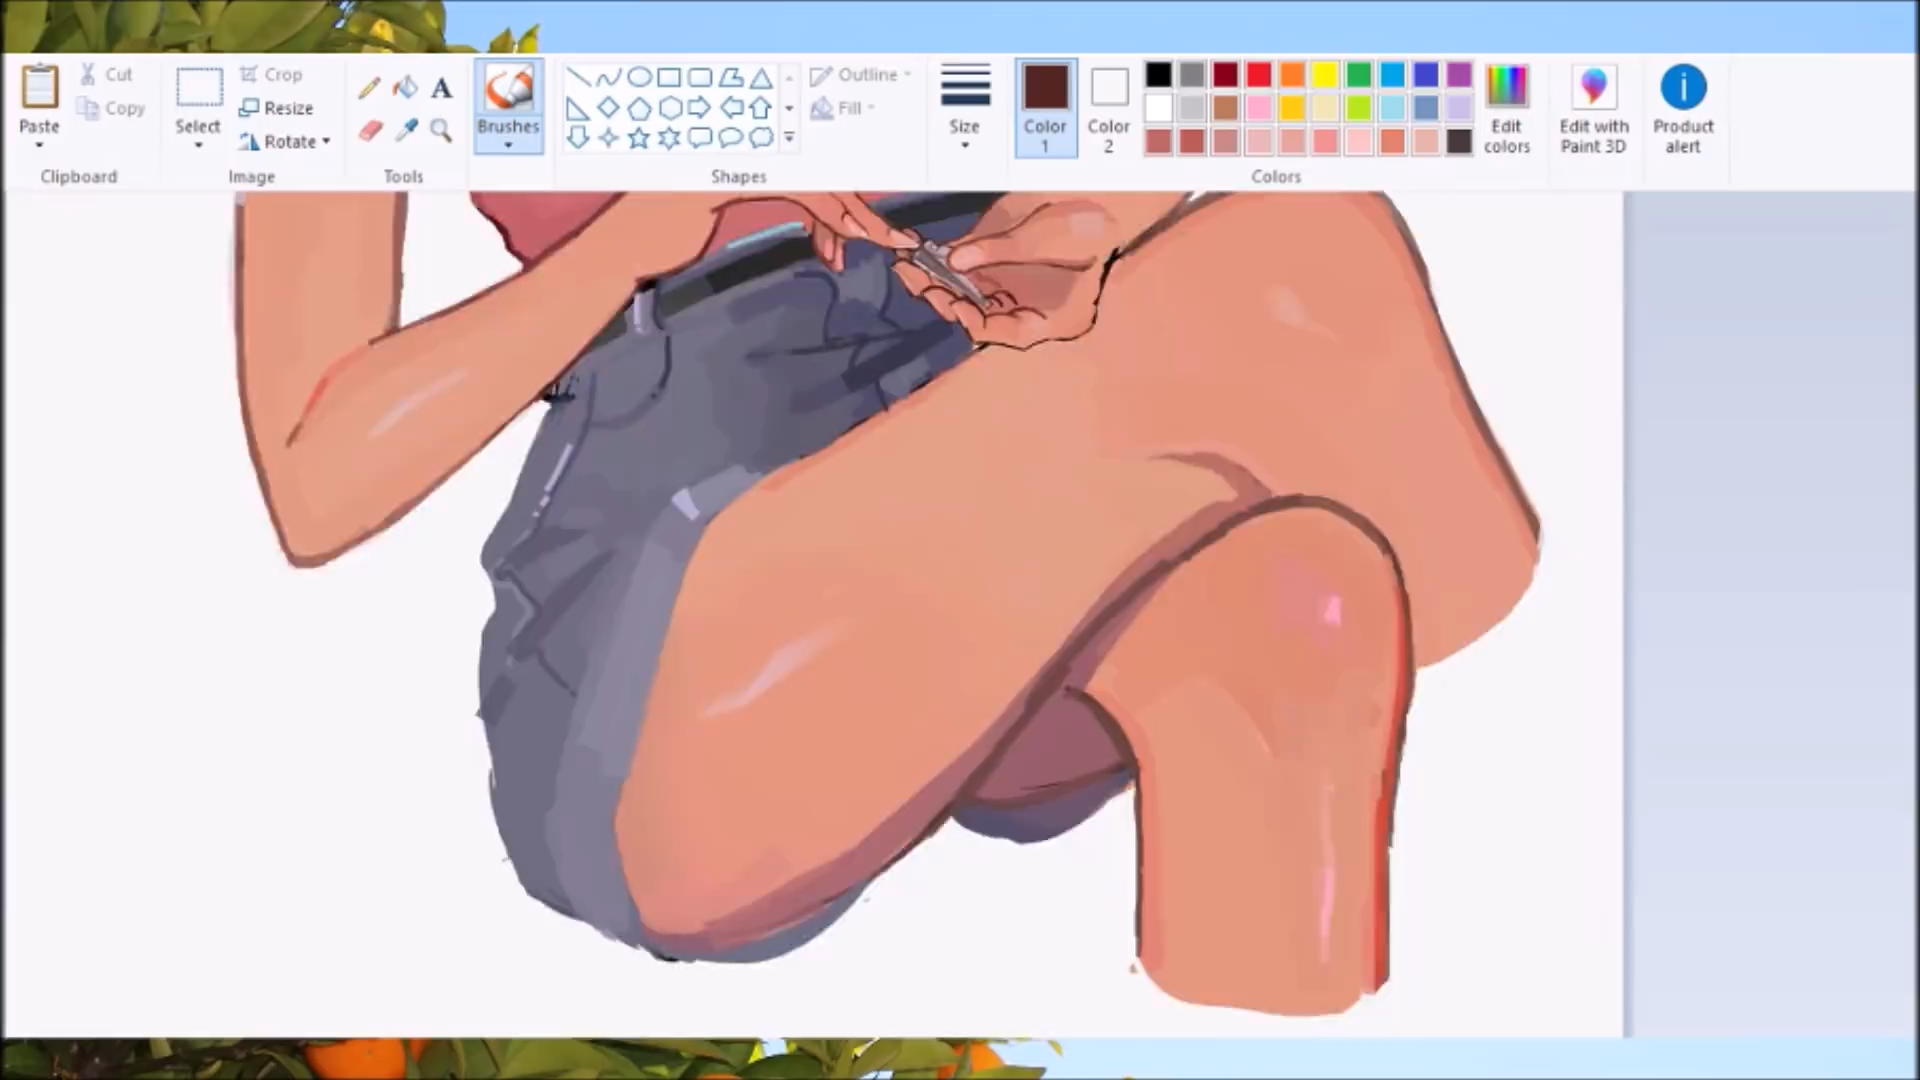 Paste
Cut
Copy
Clipboard
Select
Crop
Resize
Rotate
Image
A
Tools
Brushes
Shapes
Outline
Fill
Size
Color
1
Color
2
Colors
Edit
colors
Edit with
Paint 3D
Product
alert